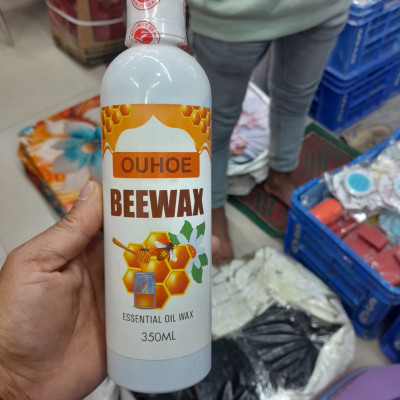 OUHOE
BEEWAX
ESSENTIAL OIL WAX
350ML